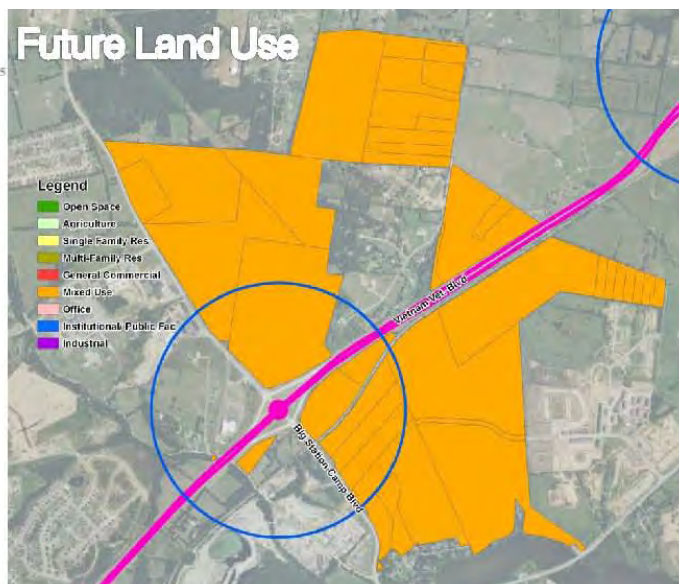 Future Land Use
5
Legend
Open Space
Agriculture
Single Family Res
Multi-Family Res
General Commercial
Mixed Use
Office
Institutional/Public Fac
Industrial
Vietnam Vet. Blvd
Big Station Camp Blvd